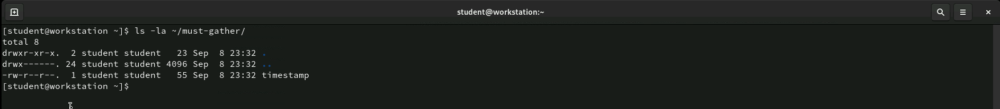 student@workstation:~
[student@workstation ~]$ ls -la ~/must-gather/
total 8
drwxr-xr-x.  2 student student   23 Sep  8 23:32 .
drwx------. 24 student student 4096 Sep  8 23:32 ..
-rw-r--r--.  1 student student   55 Sep  8 23:32 timestamp
[student@workstation ~]$